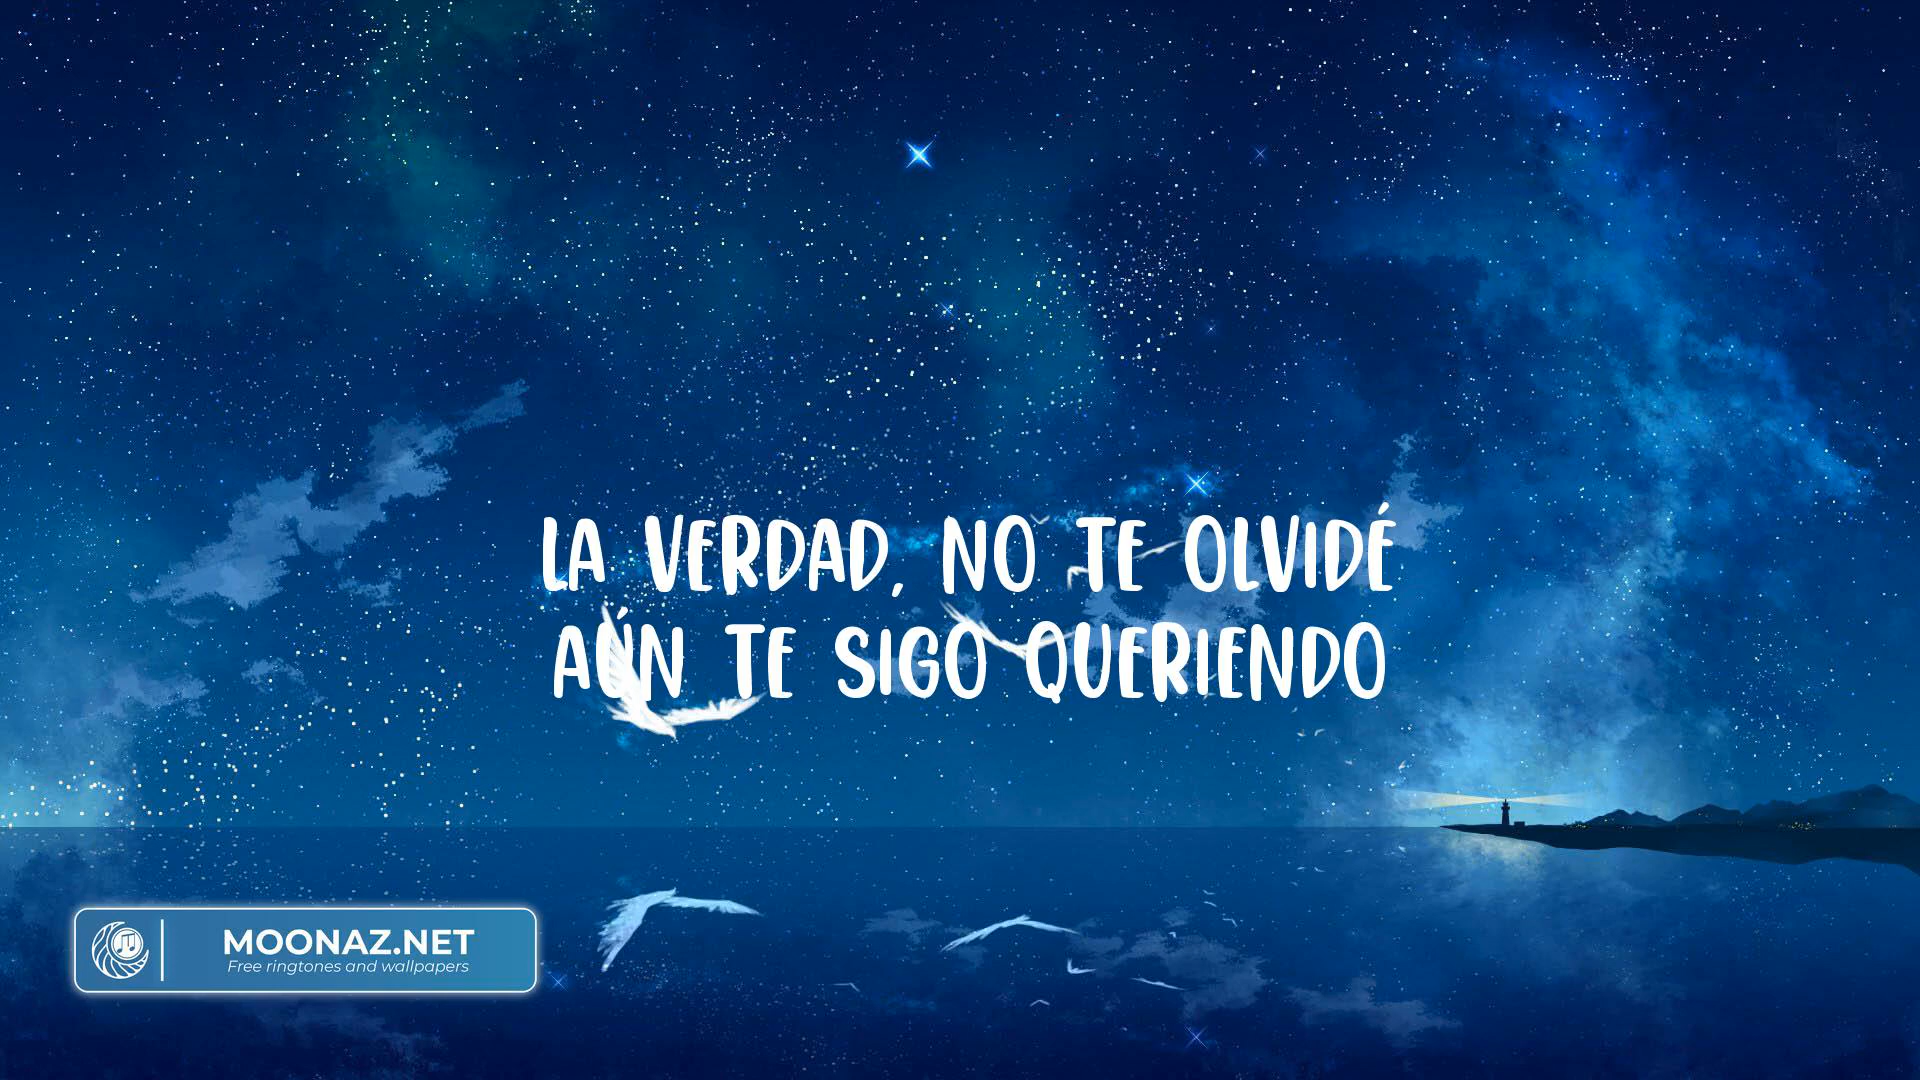 LA VERDAD, NO TE OLVIDÉ
AÚN TE SIGO QUERIENDO
MOONAZ.NET
Free ringtones and wallpapers